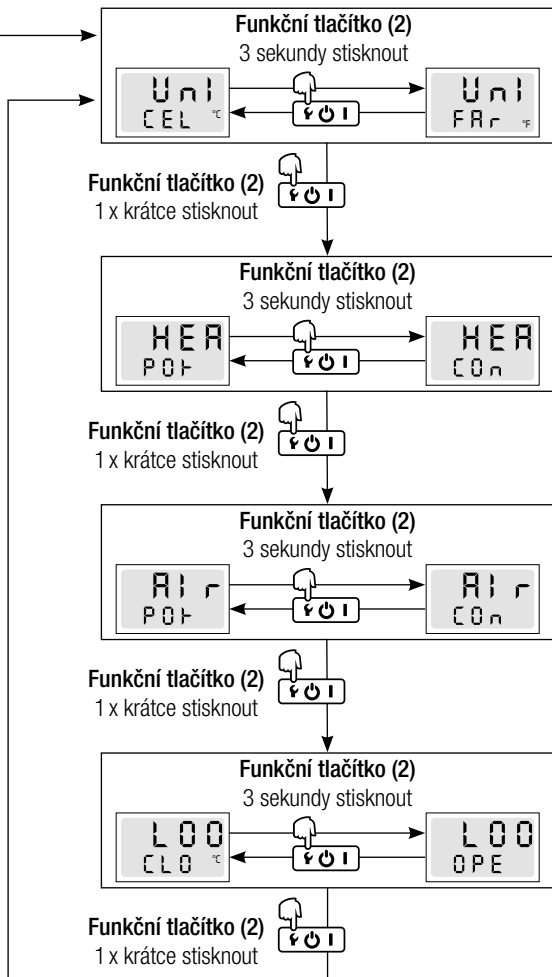 Funkční tlačítko (2)
3 sekundy stisknout
Uni
CEL °C
Uni
FAr °F
Funkční tlačítko (2)
1 x krátce stisknout
Funkční tlačítko (2)
3 sekundy stisknout
HEA
POt
HEA
COn
Funkční tlačítko (2)
1 x krátce stisknout
Funkční tlačítko (2)
3 sekundy stisknout
AIr
POt
AIr
COn
Funkční tlačítko (2)
1 x krátce stisknout
Funkční tlačítko (2)
3 sekundy stisknout
LOO
CLO °C
LOO
OPE
Funkční tlačítko (2)
1 x krátce stisknout